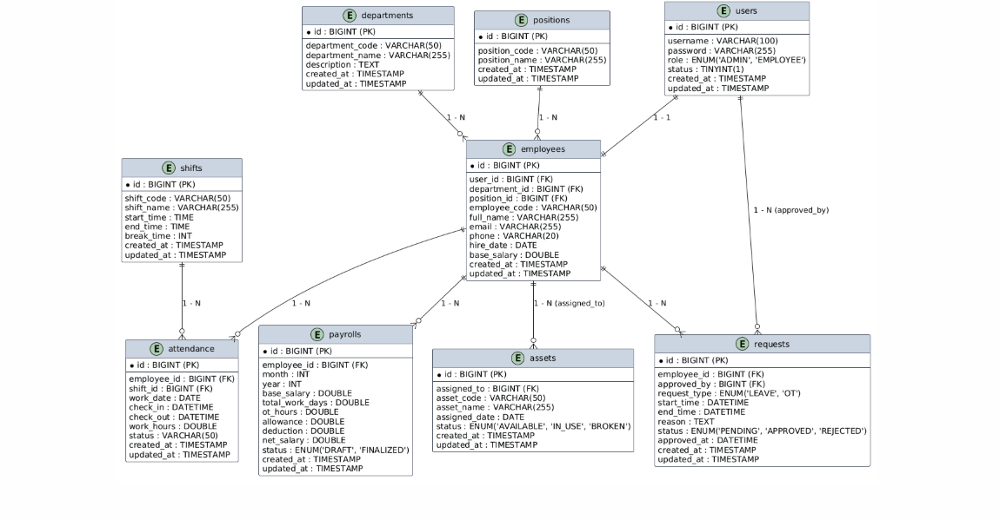 E departments
• id : BIGINT (PK)
department_code : VARCHAR(50)
department_name : VARCHAR(255)
description : TEXT
created_at : TIMESTAMP
updated_at : TIMESTAMP
E positions
• id : BIGINT (PK)
position_code : VARCHAR(50)
position_name : VARCHAR(255)
created_at : TIMESTAMP
updated_at : TIMESTAMP
E users
• id : BIGINT (PK)
username : VARCHAR(100)
password : VARCHAR(255)
role : ENUM('ADMIN', 'EMPLOYEE')
status : TINYINT(1)
created_at : TIMESTAMP
updated_at : TIMESTAMP
1 - N
1 - N
1 - 1
E shifts
• id : BIGINT (PK)
shift_code : VARCHAR(50)
shift_name : VARCHAR(255)
start_time : TIME
end_time : TIME
break_time : INT
created_at : TIMESTAMP
updated_at : TIMESTAMP
E employees
• id : BIGINT (PK)
user_id : BIGINT (FK)
department_id : BIGINT (FK)
position_id : BIGINT (FK)
employee_code : VARCHAR(50)
full_name : VARCHAR(255)
email : VARCHAR(255)
phone : VARCHAR(20)
hire_date : DATE
base_salary : DOUBLE
created_at : TIMESTAMP
updated_at : TIMESTAMP
1 - N (approved_by)
1 - N
1 - N
1 - N
1 - N (assigned_to)
1 - N
E attendance
• id : BIGINT (PK)
employee_id : BIGINT (FK)
shift_id : BIGINT (FK)
work_date : DATE
check_in : DATETIME
check_out : DATETIME
work_hours : DOUBLE
status : VARCHAR(50)
created_at : TIMESTAMP
updated_at : TIMESTAMP
E payrolls
• id : BIGINT (PK)
employee_id : BIGINT (FK)
month : INT
year : INT
base_salary : DOUBLE
total_work_days : DOUBLE
ot_hours : DOUBLE
allowance : DOUBLE
deduction : DOUBLE
net_salary : DOUBLE
status : ENUM('DRAFT', 'FINALIZED')
created_at : TIMESTAMP
updated_at : TIMESTAMP
E assets
• id : BIGINT (PK)
assigned_to : BIGINT (FK)
asset_code : VARCHAR(50)
asset_name : VARCHAR(255)
assigned_date : DATE
status : ENUM('AVAILABLE', 'IN_USE', 'BROKEN')
created_at : TIMESTAMP
updated_at : TIMESTAMP
E requests
• id : BIGINT (PK)
employee_id : BIGINT (FK)
approved_by : BIGINT (FK)
request_type : ENUM('LEAVE', 'OT')
start_time : DATETIME
end_time : DATETIME
reason : TEXT
status : ENUM('PENDING', 'APPROVED', 'REJECTED')
approved_at : DATETIME
created_at : TIMESTAMP
updated_at : TIMESTAMP